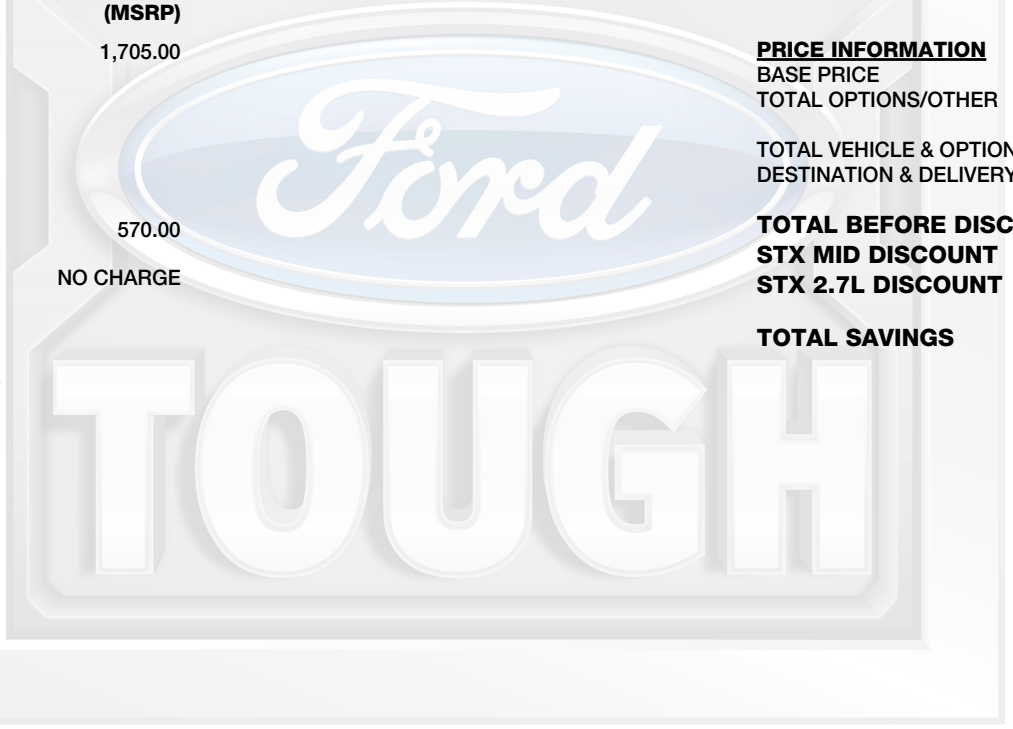 (MSRP)
1,705.00
570.00
NO CHARGE
PRICE INFORMATION
BASE PRICE
TOTAL OPTIONS/OTHER
TOTAL VEHICLE & OPTION
DESTINATION & DELIVERY
TOTAL BEFORE DISC
STX MID DISCOUNT
STX 2.7L DISCOUNT
TOTAL SAVINGS
Ford
TOUGH